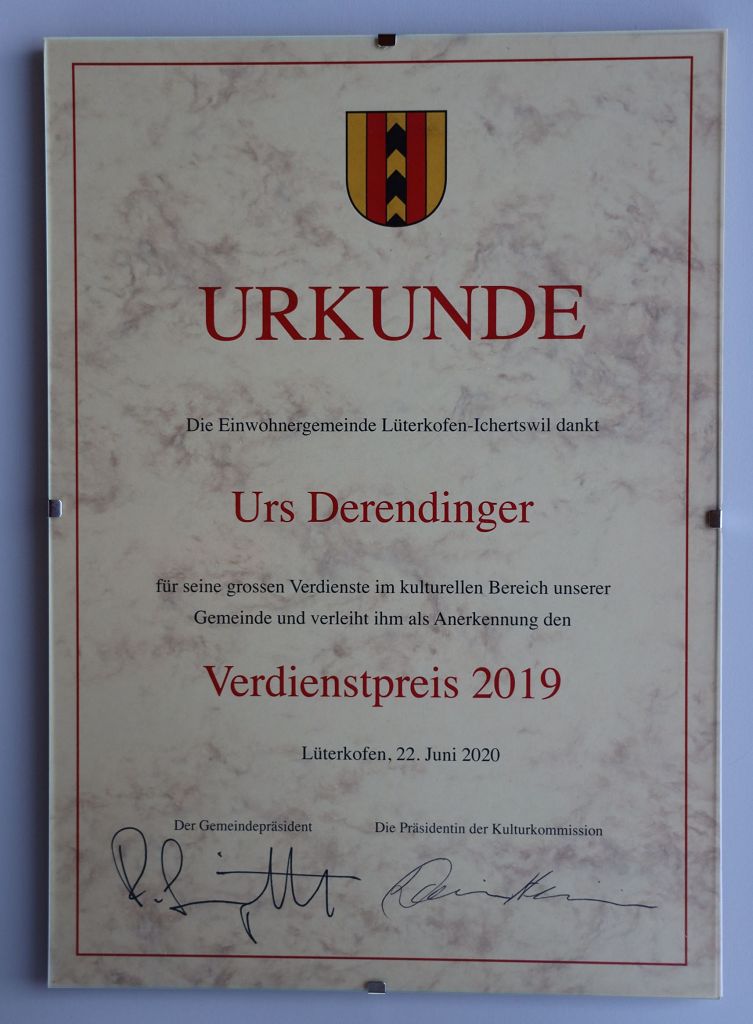 URKUNDE
Die Einwohnergemeinde Lüterkofen-Ichertswil dankt
Urs Derendinger
für seine grossen Verdienste im kulturellen Bereich unserer
Gemeinde und verleiht ihm als Anerkennung den
Verdienstpreis 2019
Lüterkofen, 22. Juni 2020
Der Gemeindepräsident Die Präsidentin der Kulturkommission